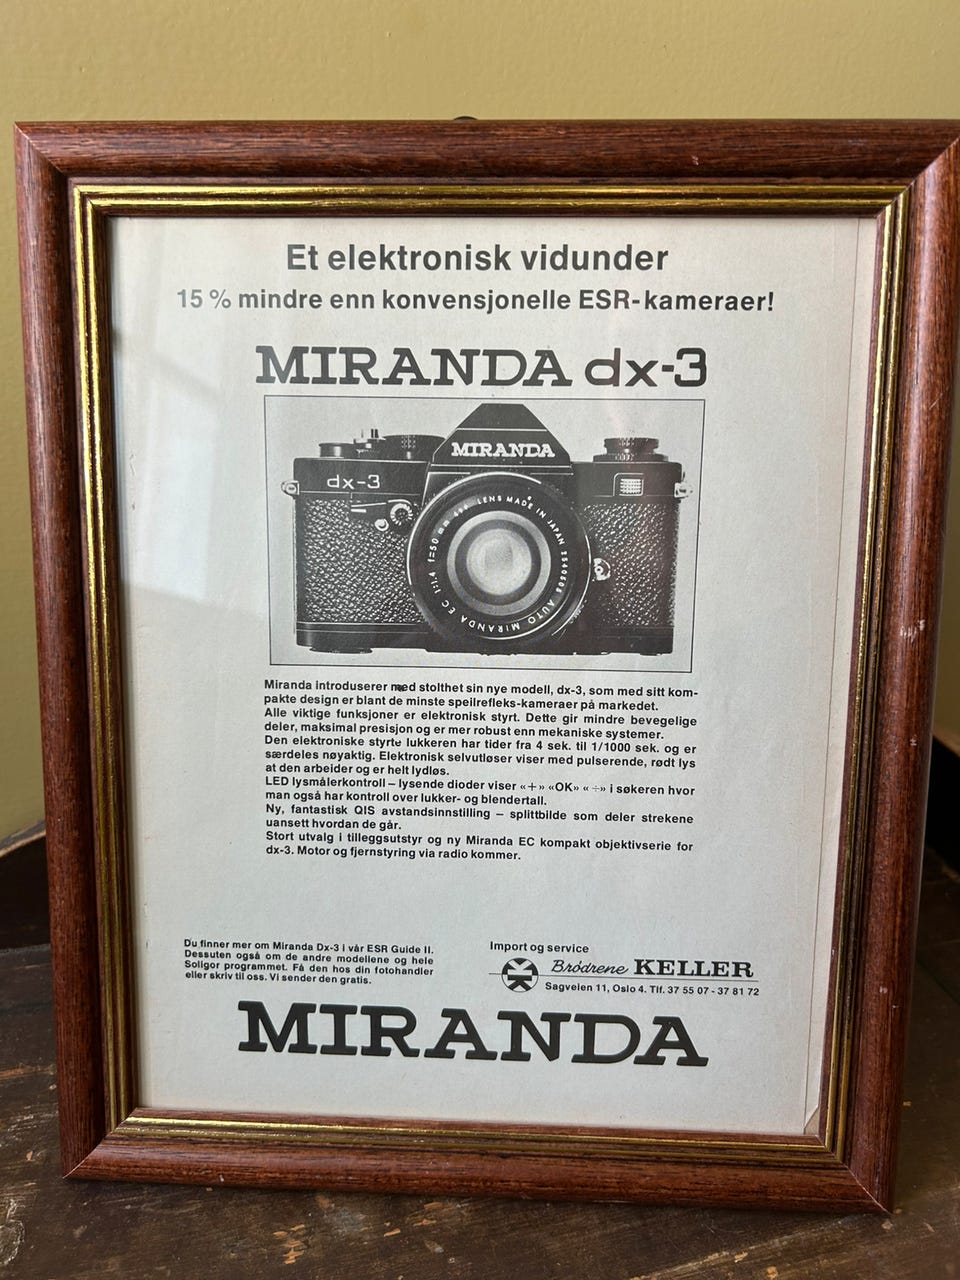 Et elektronisk vidunder
15 % mindre enn konvensjonelle ESR-kameraer!
MIRANDA dx-3
MIRANDA
dx-3
LENS MADE IN JAPAN 2540508 AUTO MIRANDA EC 1:1.4 f=50mm
Miranda introduserer med stolthet sin nye modell, dx-3, som med sitt kom-
pakte design er blant de minste speilrefleks-kameraer på markedet.
Alle viktige funksjoner er elektronisk styrt. Dette gir mindre bevegelige
deler, maksimal presisjon og er mer robust enn mekaniske systemer.
Den elektroniske styrte lukkeren har tider fra 4 sek. til 1/1000 sek. og er
særdeles nøyaktig. Elektronisk selvutløser viser med pulserende, rødt lys
at den arbeider og er helt lydløs.
LED lysmålerkontroll – lysende dioder viser «+» «OK» «÷» i søkeren hvor
man også har kontroll over lukker- og blendertall.
Ny, fantastisk QIS avstandsinnstilling – splittbilde som deler strekene
uansett hvordan de går.
Stort utvalg i tilleggsutstyr og ny Miranda EC kompakt objektivserie for
dx-3. Motor og fjernstyring via radio kommer.
Du finner mer om Miranda Dx-3 i vår ESR Guide II.
Dessuten også om de andre modellene og hele
Soligor programmet. Få den hos din fotohandler
eller skriv til oss. Vi sender den gratis.
Import og service
Brödrene KELLER
Sagveien 11, Oslo 4. Tlf. 37 55 07 - 37 81 72
MIRANDA